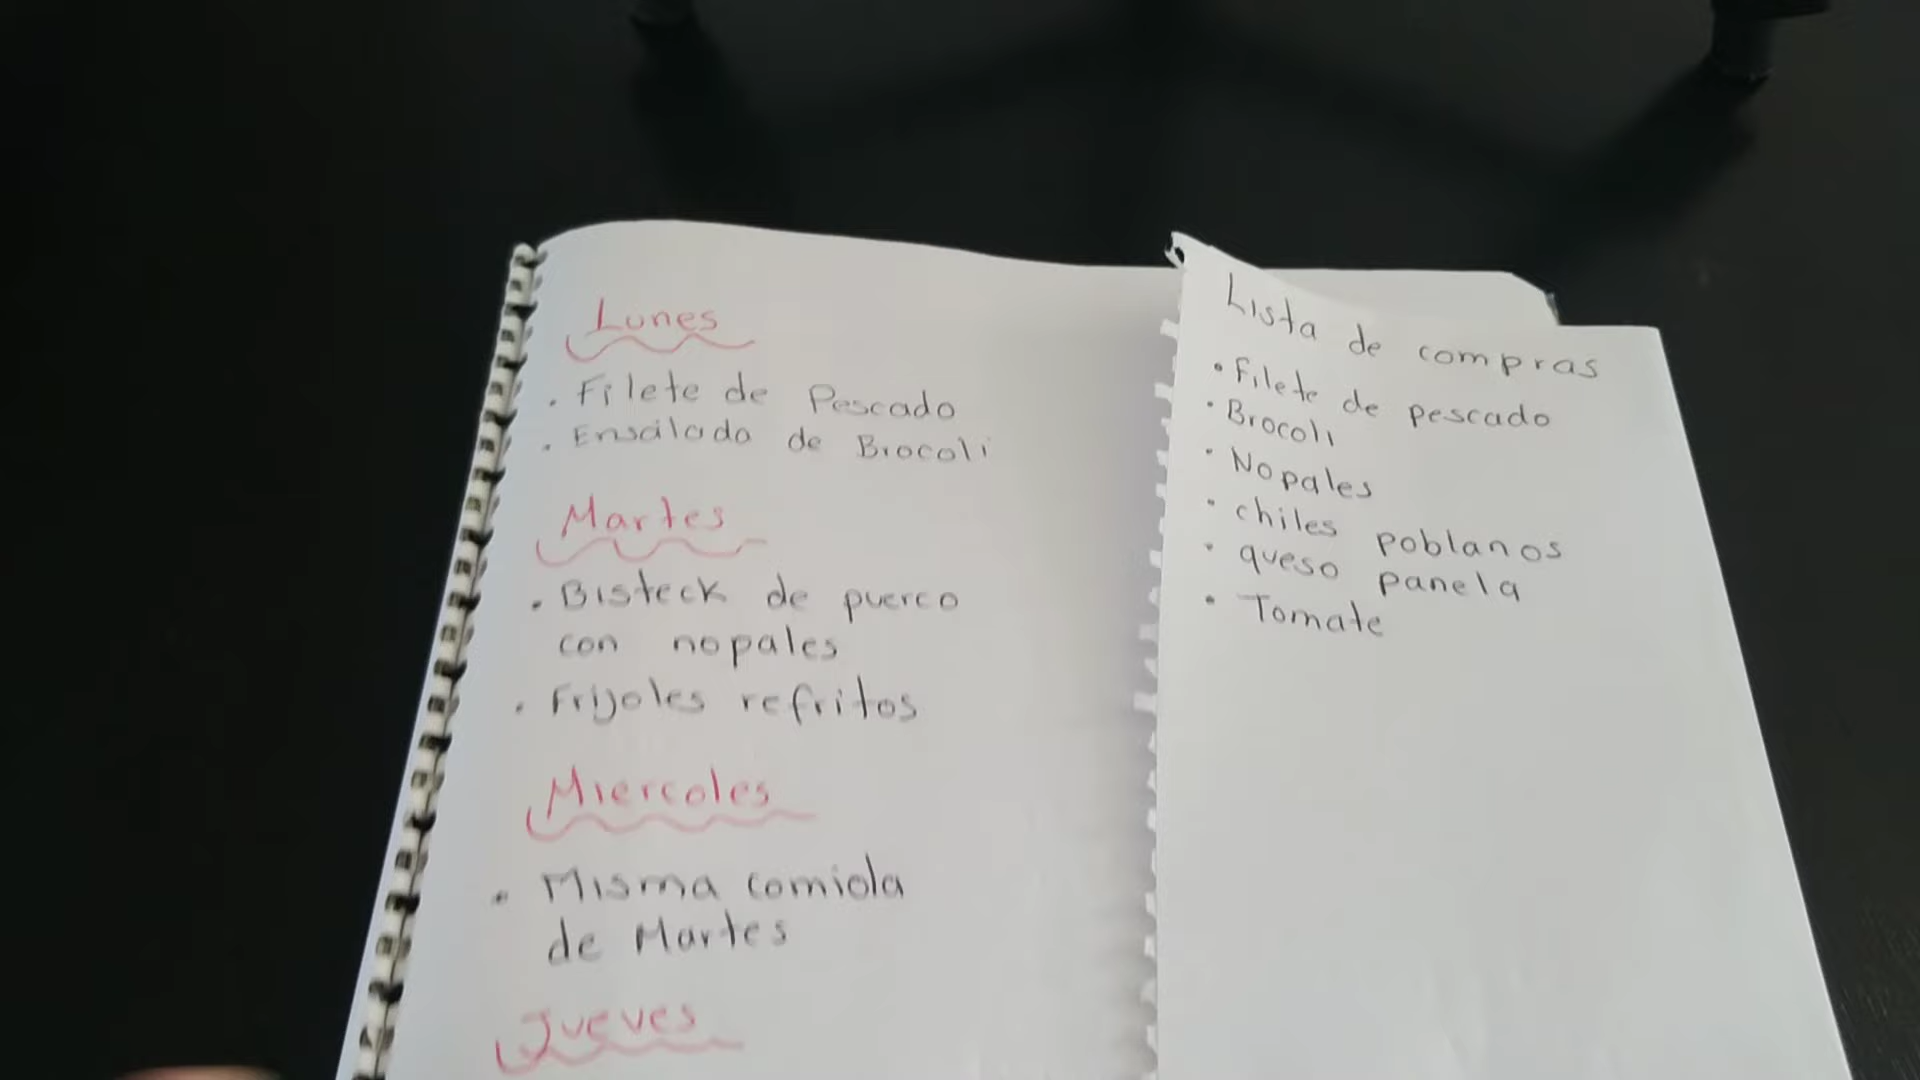 Lunes
. Filete de Pescado
. Ensalada de Brocoli
Martes
. Bisteck de puerco
con nopales
. Frijoles refritos
Miercoles
. Misma comida
de Martes
Jueves
Lista de compras
. Filete de pescado
. Brocoli
. Nopales
. chiles poblanos
. queso panela
. Tomate